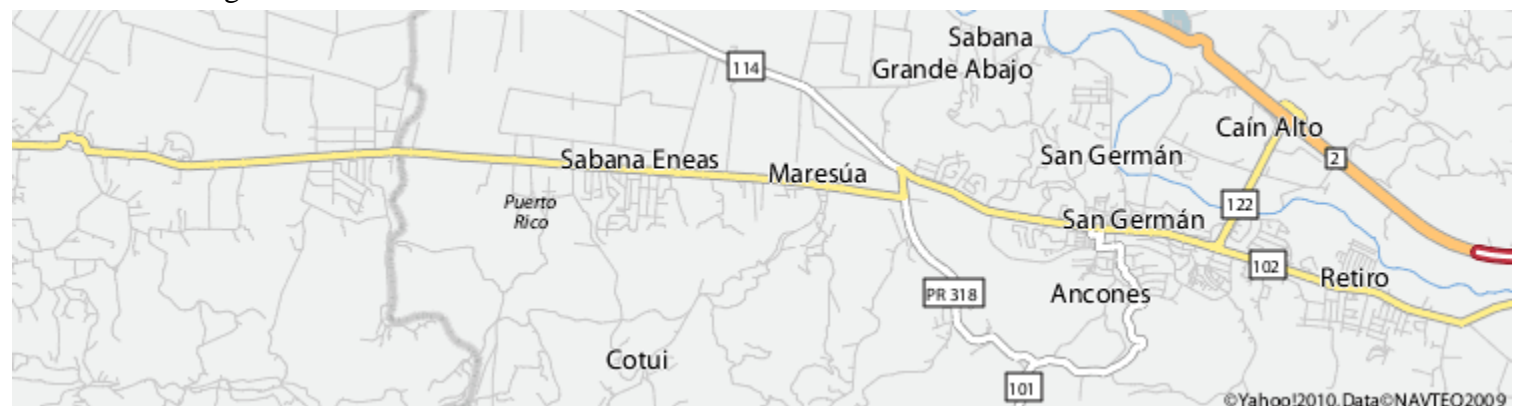 Sabana
Grande Abajo
114
Caín Alto
2
San Germán
Sabana Eneas
Maresúa
Puerto
Rico
122
San Germán
102
Retiro
PR 318
Ancones
Cotui
101
©Yahoo!2010, Data©NAVTEQ2009